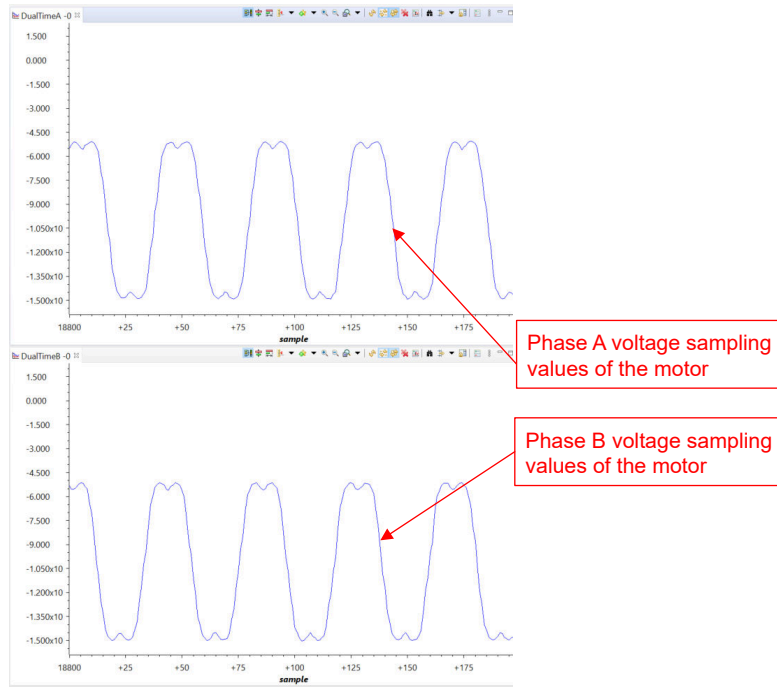 DualTimeA -0
1.500
0.000
-1.500
-3.000
-4.500
-6.000
-7.500
-9.000
-1.050x10
-1.200x10
-1.350x10
-1.500x10
18800 +25 +50 +75 +100 +125 +150 +175
sample
Phase A voltage sampling
values of the motor
DualTimeB -0
1.500
0.000
-1.500
-3.000
-4.500
-6.000
-7.500
-9.000
-1.050x10
-1.200x10
-1.350x10
-1.500x10
18800 +25 +50 +75 +100 +125 +150 +175
sample
Phase B voltage sampling
values of the motor